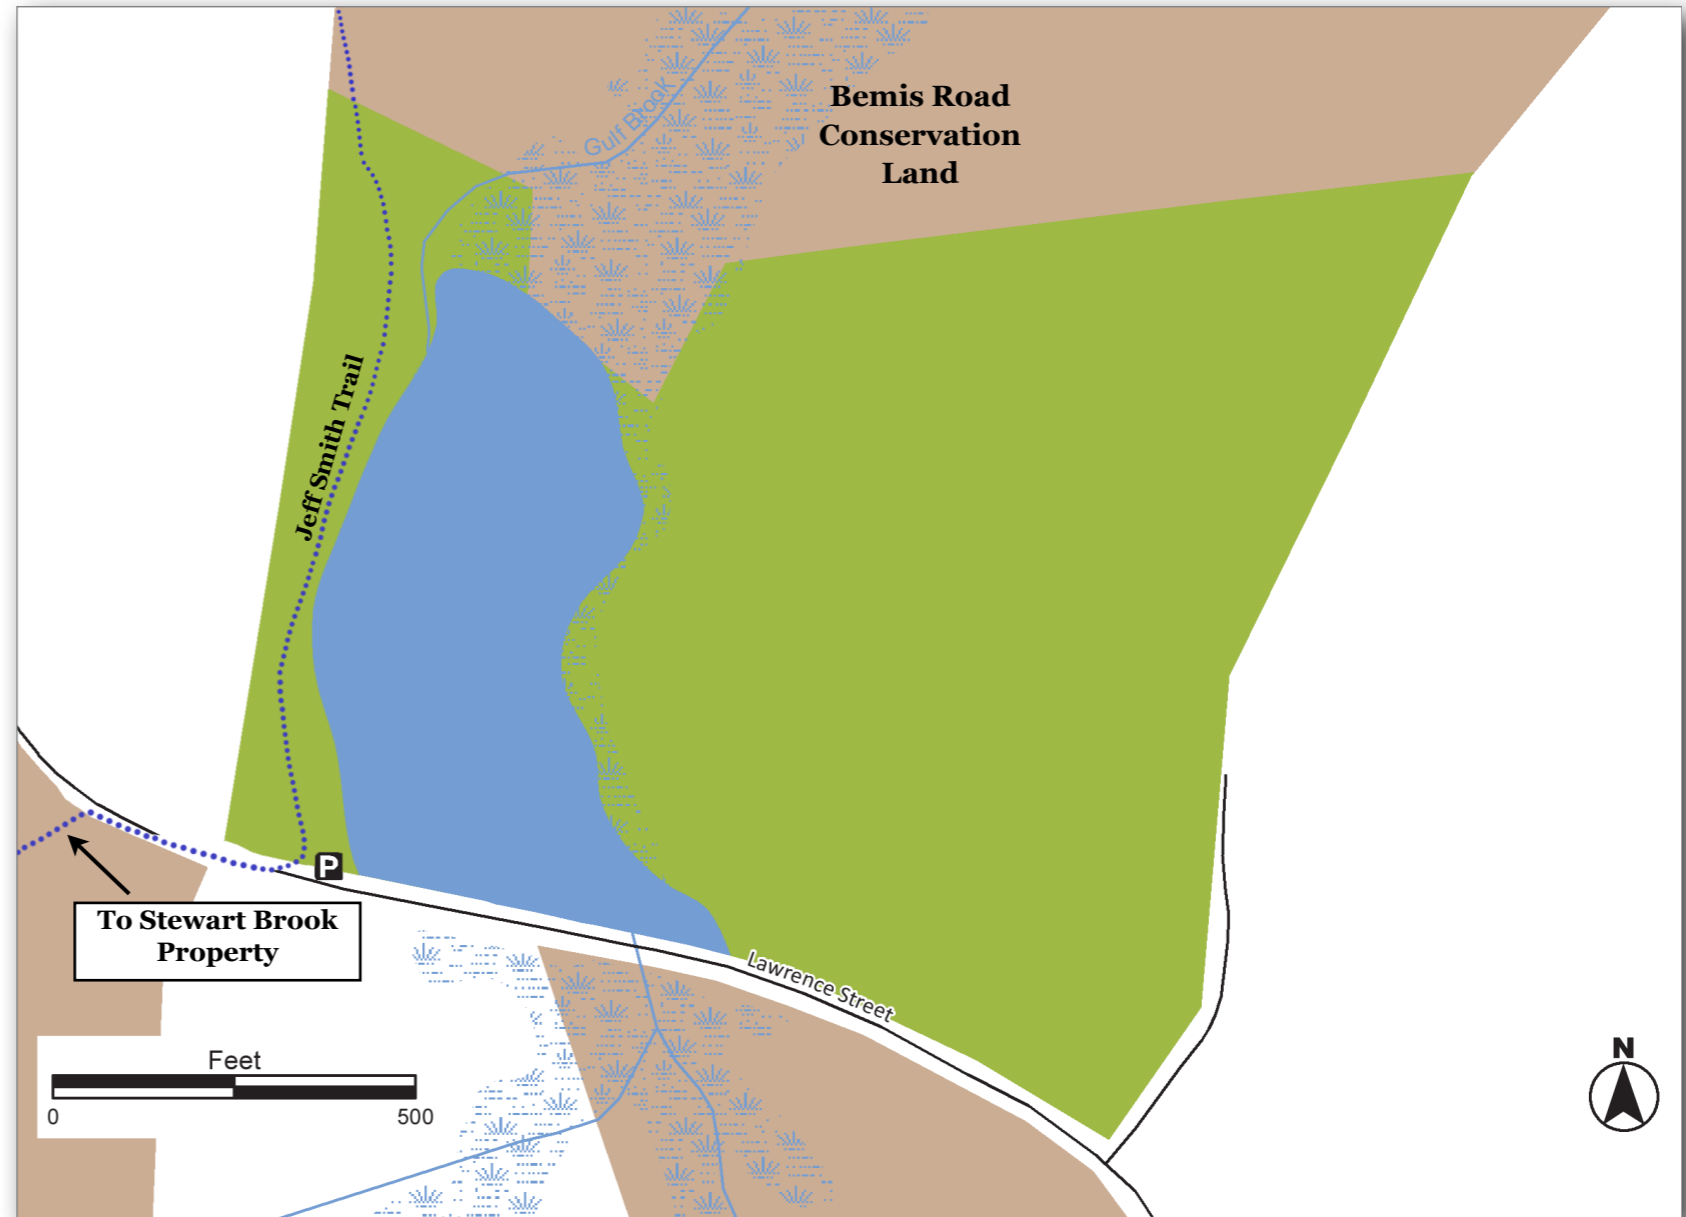 Gulf Brook
Bemis Road
Conservation
Land
Jeff Smith Trail
P
To Stewart Brook
Property
Lawrence Street
Feet
0 500
N